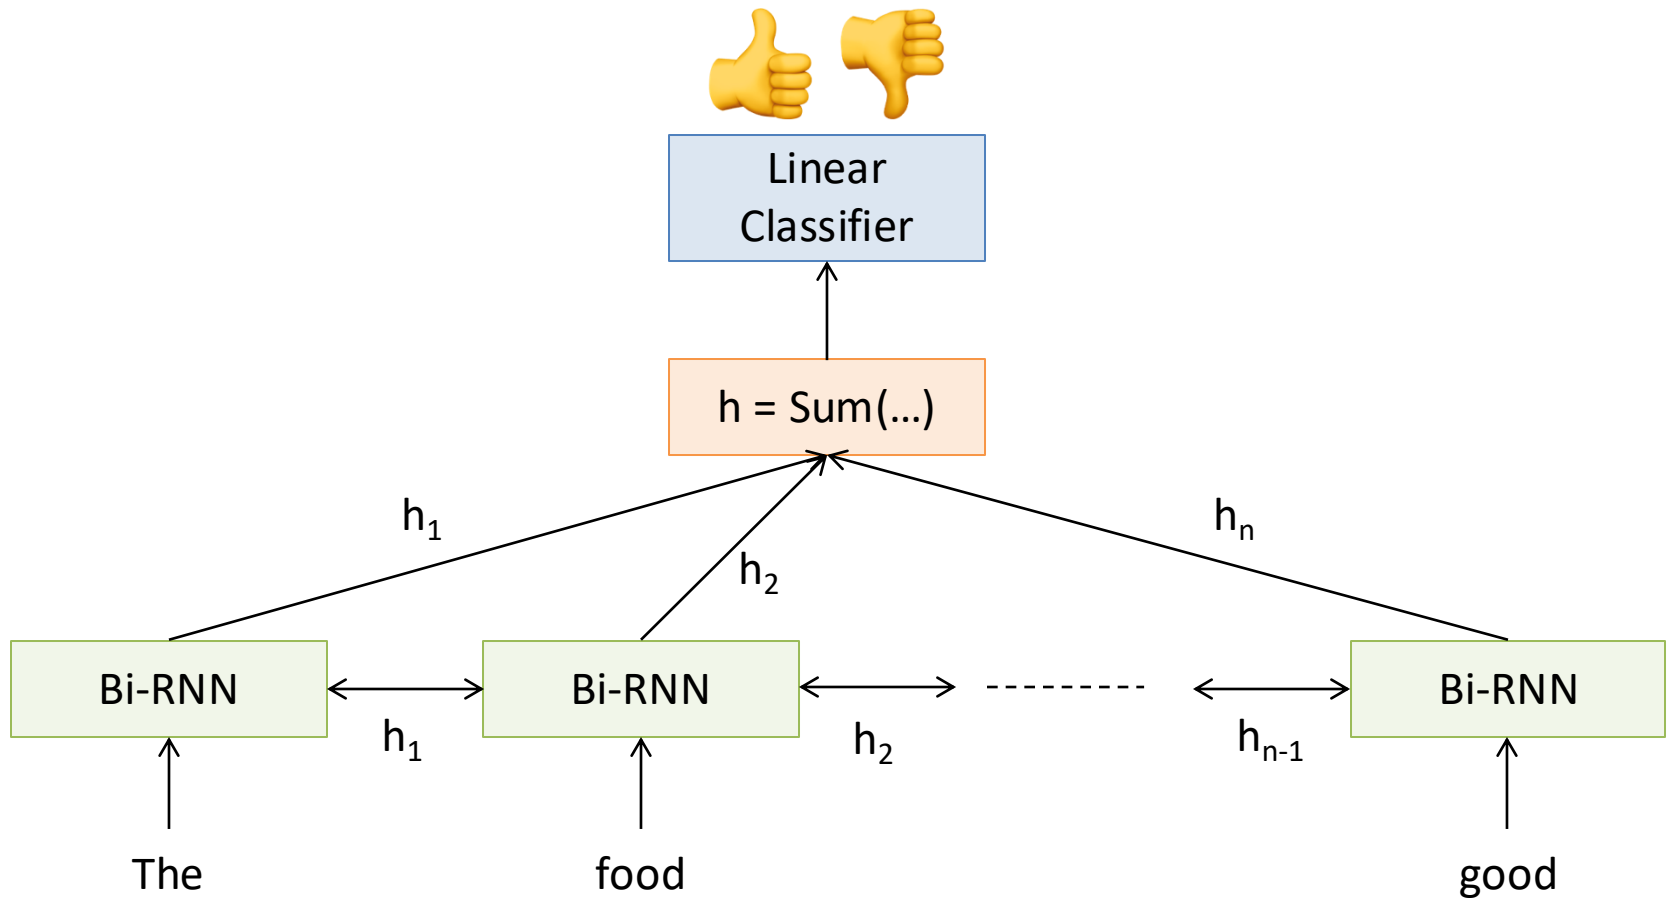 Linear
Classifier
h = Sum(...)
h1
h2
hn
Bi-RNN
Bi-RNN
Bi-RNN
h1
h2
hn-1
The
food
good